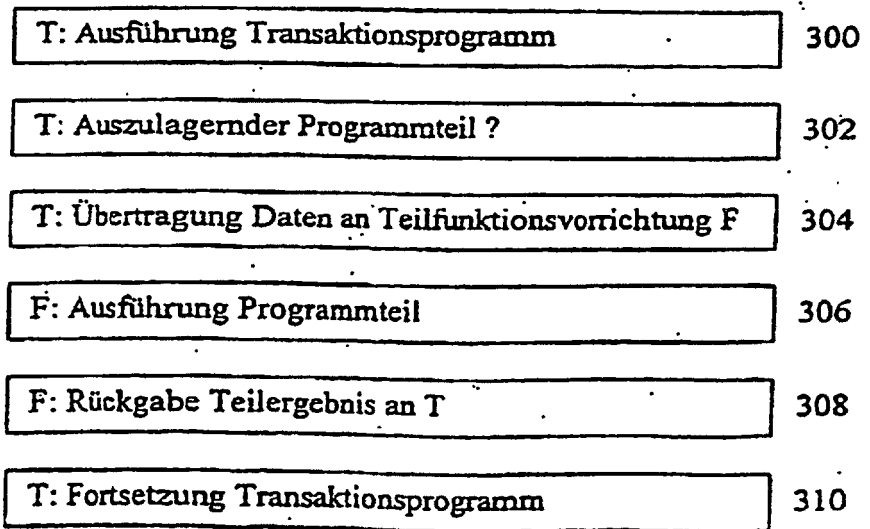 T: Ausführung Transaktionsprogramm 300
T: Auszulagernder Programmteil ? 302
T: Übertragung Daten an Teilfunktionsvorrichtung F 304
F: Ausführung Programmteil 306
F: Rückgabe Teilergebnis an T 308
T: Fortsetzung Transaktionsprogramm 310